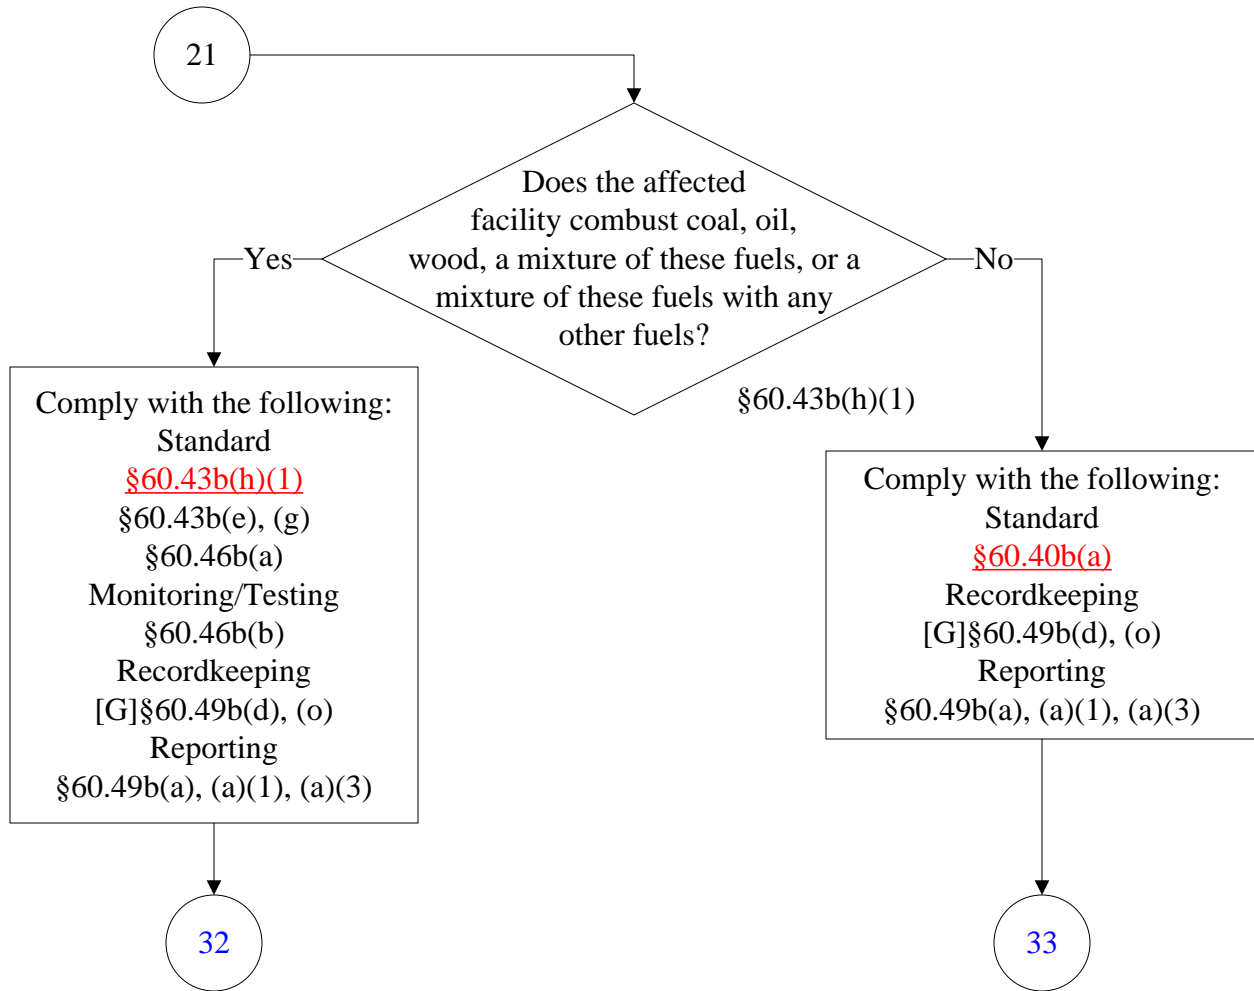 21
Does the affected
facility combust coal, oil,
wood, a mixture of these fuels, or a
mixture of these fuels with any
other fuels?
Yes
No
§60.43b(h)(1)
Comply with the following:
Standard
§60.43b(h)(1)
§60.43b(e), (g)
§60.46b(a)
Monitoring/Testing
§60.46b(b)
Recordkeeping
[G]§60.49b(d), (o)
Reporting
§60.49b(a), (a)(1), (a)(3)
Comply with the following:
Standard
§60.40b(a)
Recordkeeping
[G]§60.49b(d), (o)
Reporting
§60.49b(a), (a)(1), (a)(3)
32
33